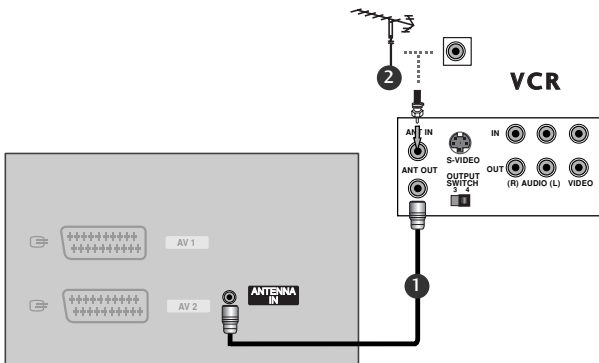 2
VCR
ANT IN
IN
S-VIDEO
ANT OUT
OUT
OUTPUT
SWITCH
3 4
(R) AUDIO (L) VIDEO
AV 1
ANTENNA
IN
AV 2
1